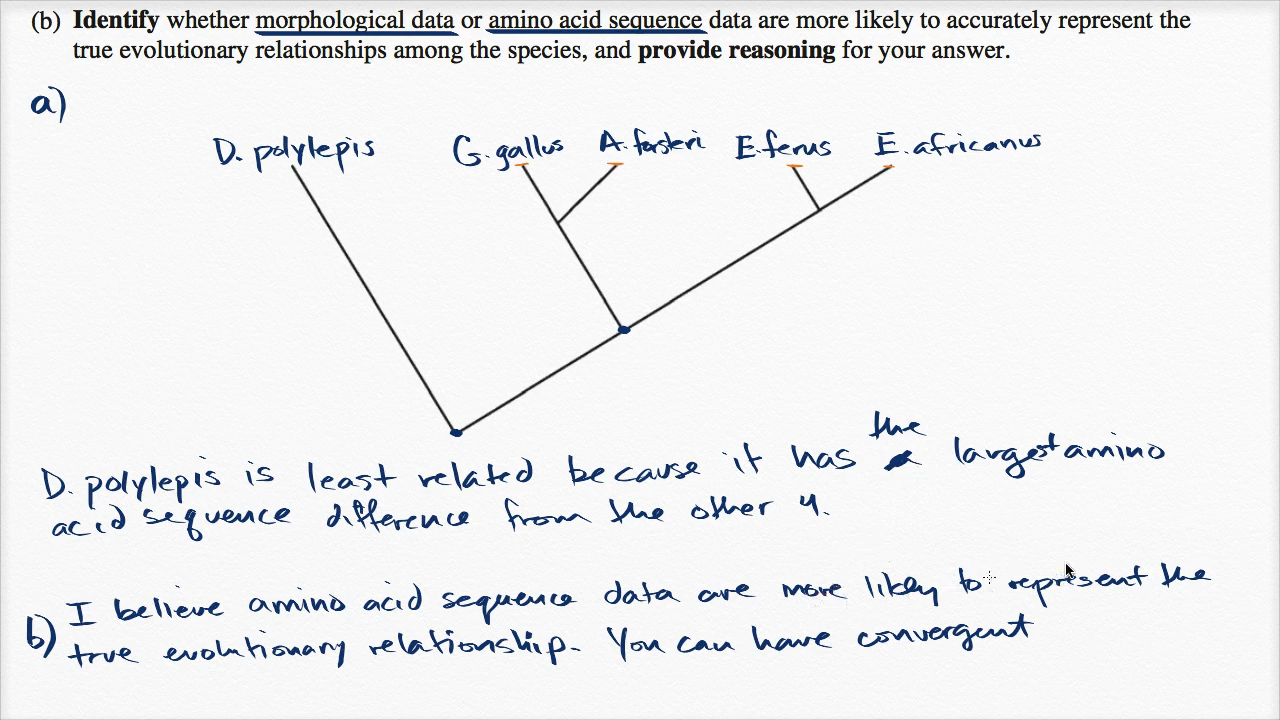 (b) Identify whether morphological data or amino acid sequence data are more likely to accurately represent the
true evolutionary relationships among the species, and provide reasoning for your answer.
a)
D. polylepis G. gallus A. forsteri E. ferus E. africanus
the
D. polylepis is least related because it has largest amino
acid sequence difference from the other 4.
I believe amino acid sequence data are more likely to represent the
b) true evolutionary relationship. You can have convergent